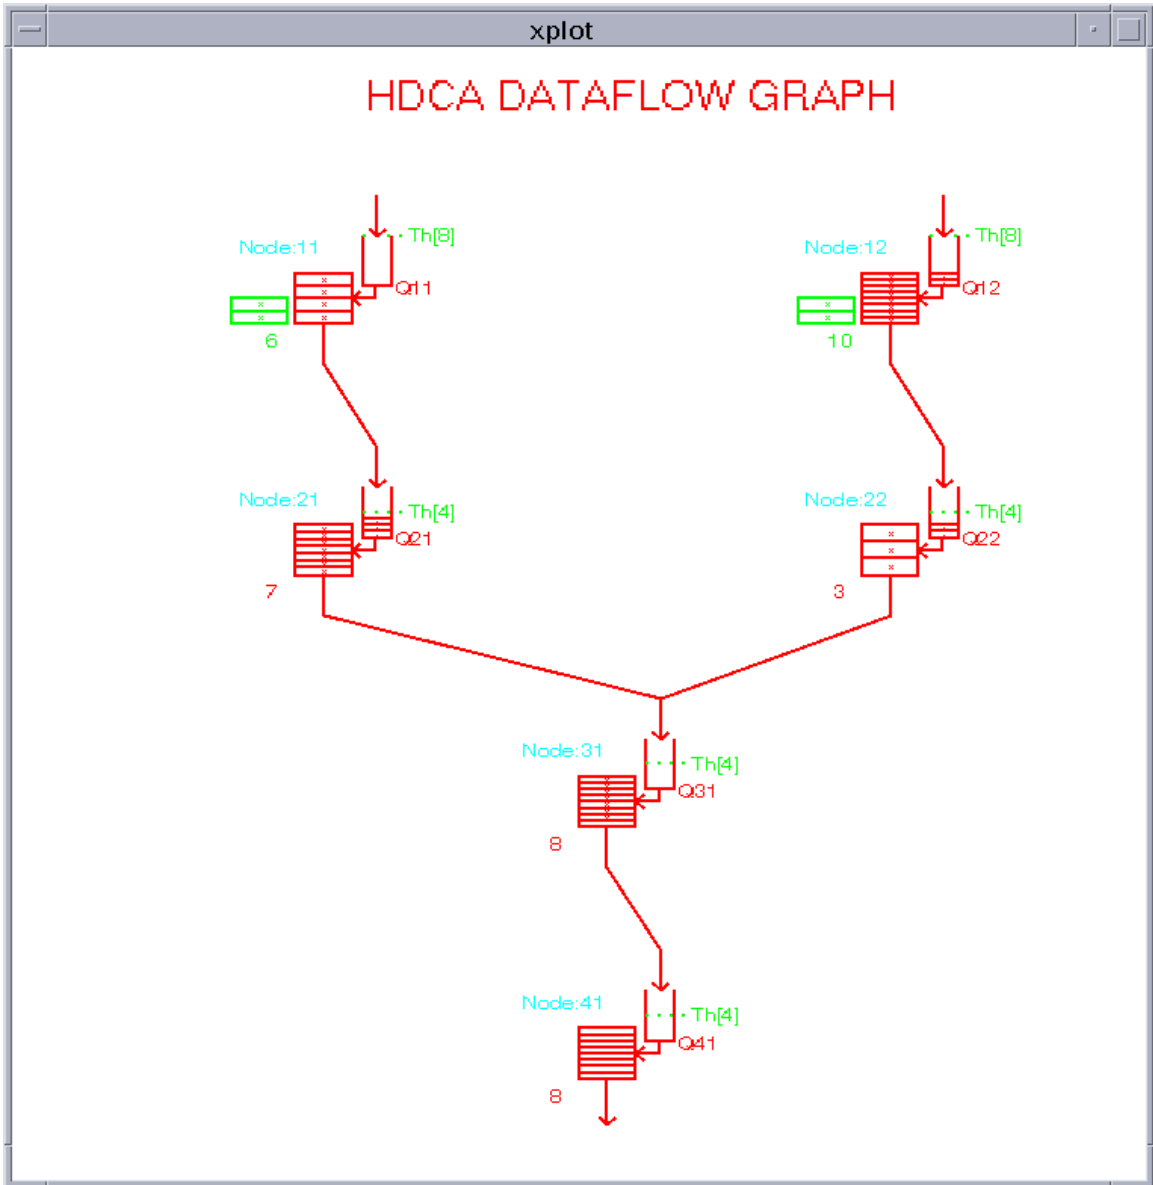 xplot
HDCA DATAFLOW GRAPH
Node:11
Th[8]
Q11
6
Node:12
Th[8]
Q12
10
Node:21
Th[4]
Q21
7
Node:22
Th[4]
Q22
3
Node:31
Th[4]
Q31
8
Node:41
Th[4]
Q41
8